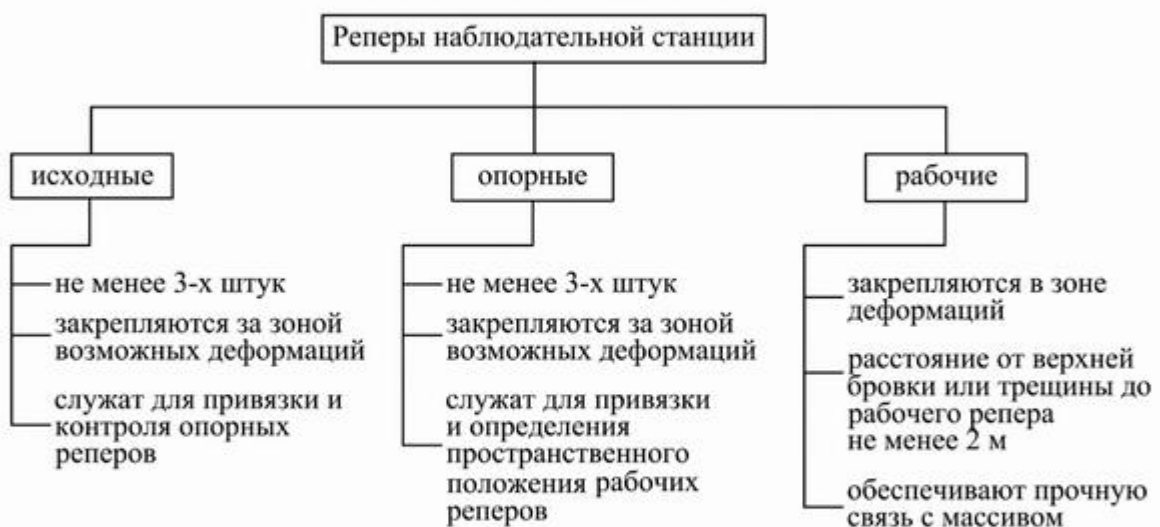 Реперы наблюдательной станции
исходные
опорные
рабочие
не менее 3-х штук
закрепляются за зоной
возможных деформаций
служат для привязки и
контроля опорных
реперов
не менее 3-х штук
закрепляются за зоной
возможных деформаций
служат для привязки
и определения
пространственного
положения рабочих
реперов
закрепляются в зоне
деформаций
расстояние от верхней
бровки или трещины до
рабочего репера
не менее 2 м
обеспечивают прочную
связь с массивом